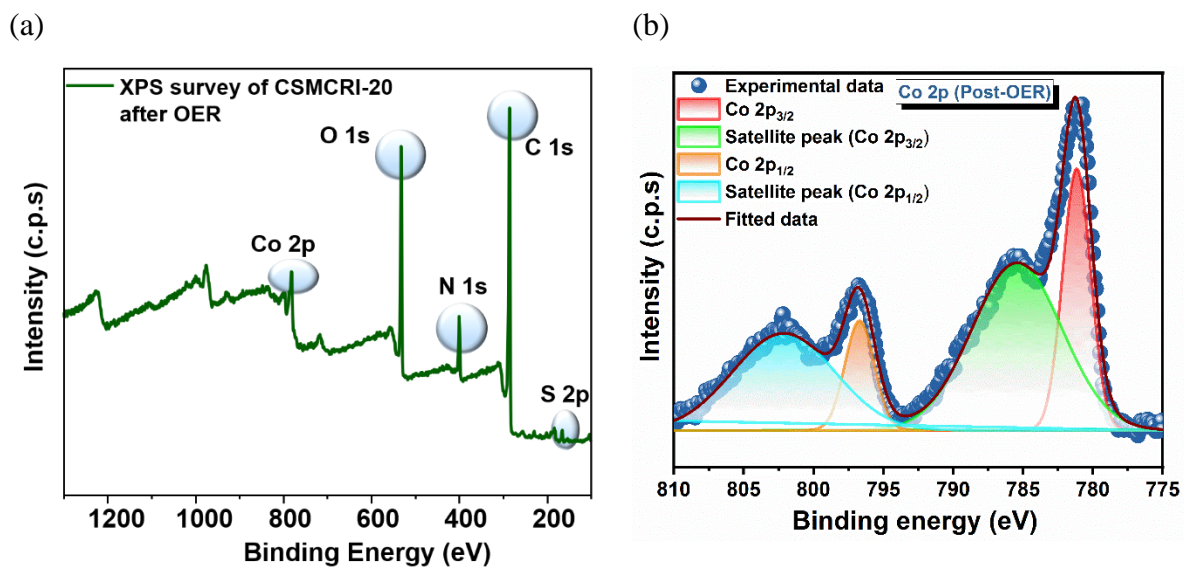 (a)
(b)
XPS survey of CSMCRI-20
after OER
O 1s
C 1s
Co 2p
N 1s
S 2p
Intensity (c.p.s)
1200 1000 800 600 400 200
Binding Energy (eV)
Experimental data
Co 2p (Post-OER)
Co 2p3/2
Satellite peak (Co 2p3/2)
Co 2p1/2
Satellite peak (Co 2p1/2)
Fitted data
Intensity (c.p.s)
810 805 800 795 790 785 780 775
Binding energy (eV)